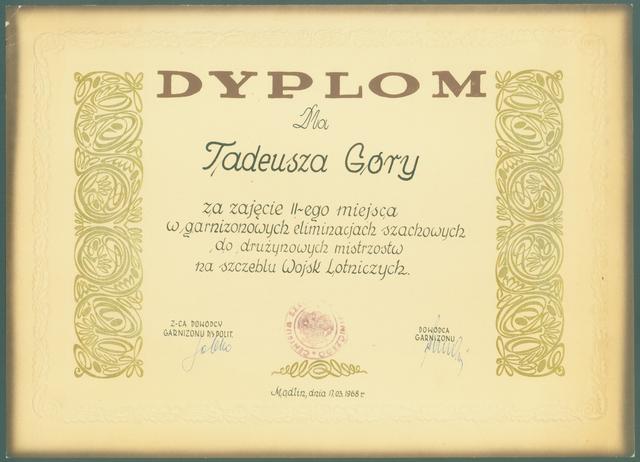 DYPLOM
Dla
Tadeusza Góry
za zajęcie II-ego miejsca
w garnizonowych eliminacjach szachowych
do drużynowych mistrzostw
na szczeblu Wojsk Lotniczych.
Z-CA DOWÓDCY
GARNIZONU D/S POLIT.
DOWÓDCA
GARNIZONU
Modlin, dnia 17.03.1968 r.